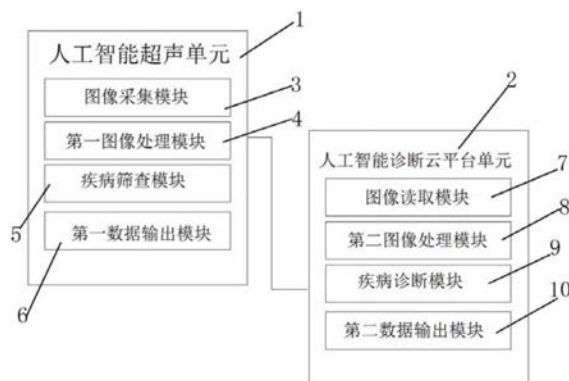 人工智能超声单元
1
图像采集模块
3
第一图像处理模块
4
疾病筛查模块
5
第一数据输出模块
6
2
人工智能诊断云平台单元
图像读取模块
7
第二图像处理模块
8
疾病诊断模块
9
第二数据输出模块
10